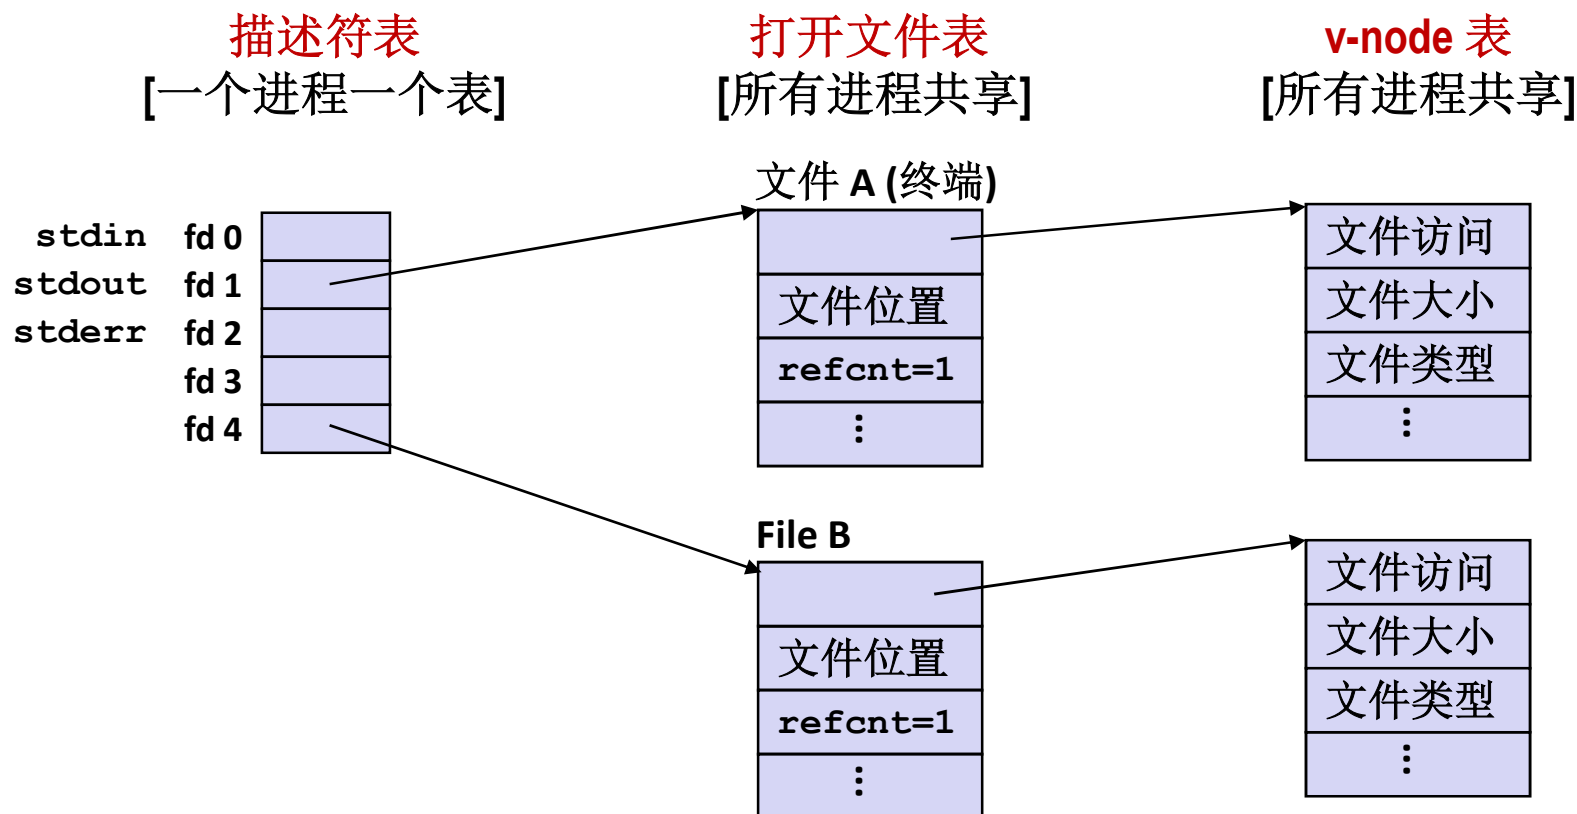 描述符表
[一个进程一个表]
打开文件表
[所有进程共享]
v-node 表
[所有进程共享]
stdin fd 0
stdout fd 1
stderr fd 2
fd 3
fd 4
文件 A (终端)
文件位置
refcnt=1
...
文件访问
文件大小
文件类型
...
File B
文件位置
refcnt=1
...
文件访问
文件大小
文件类型
...